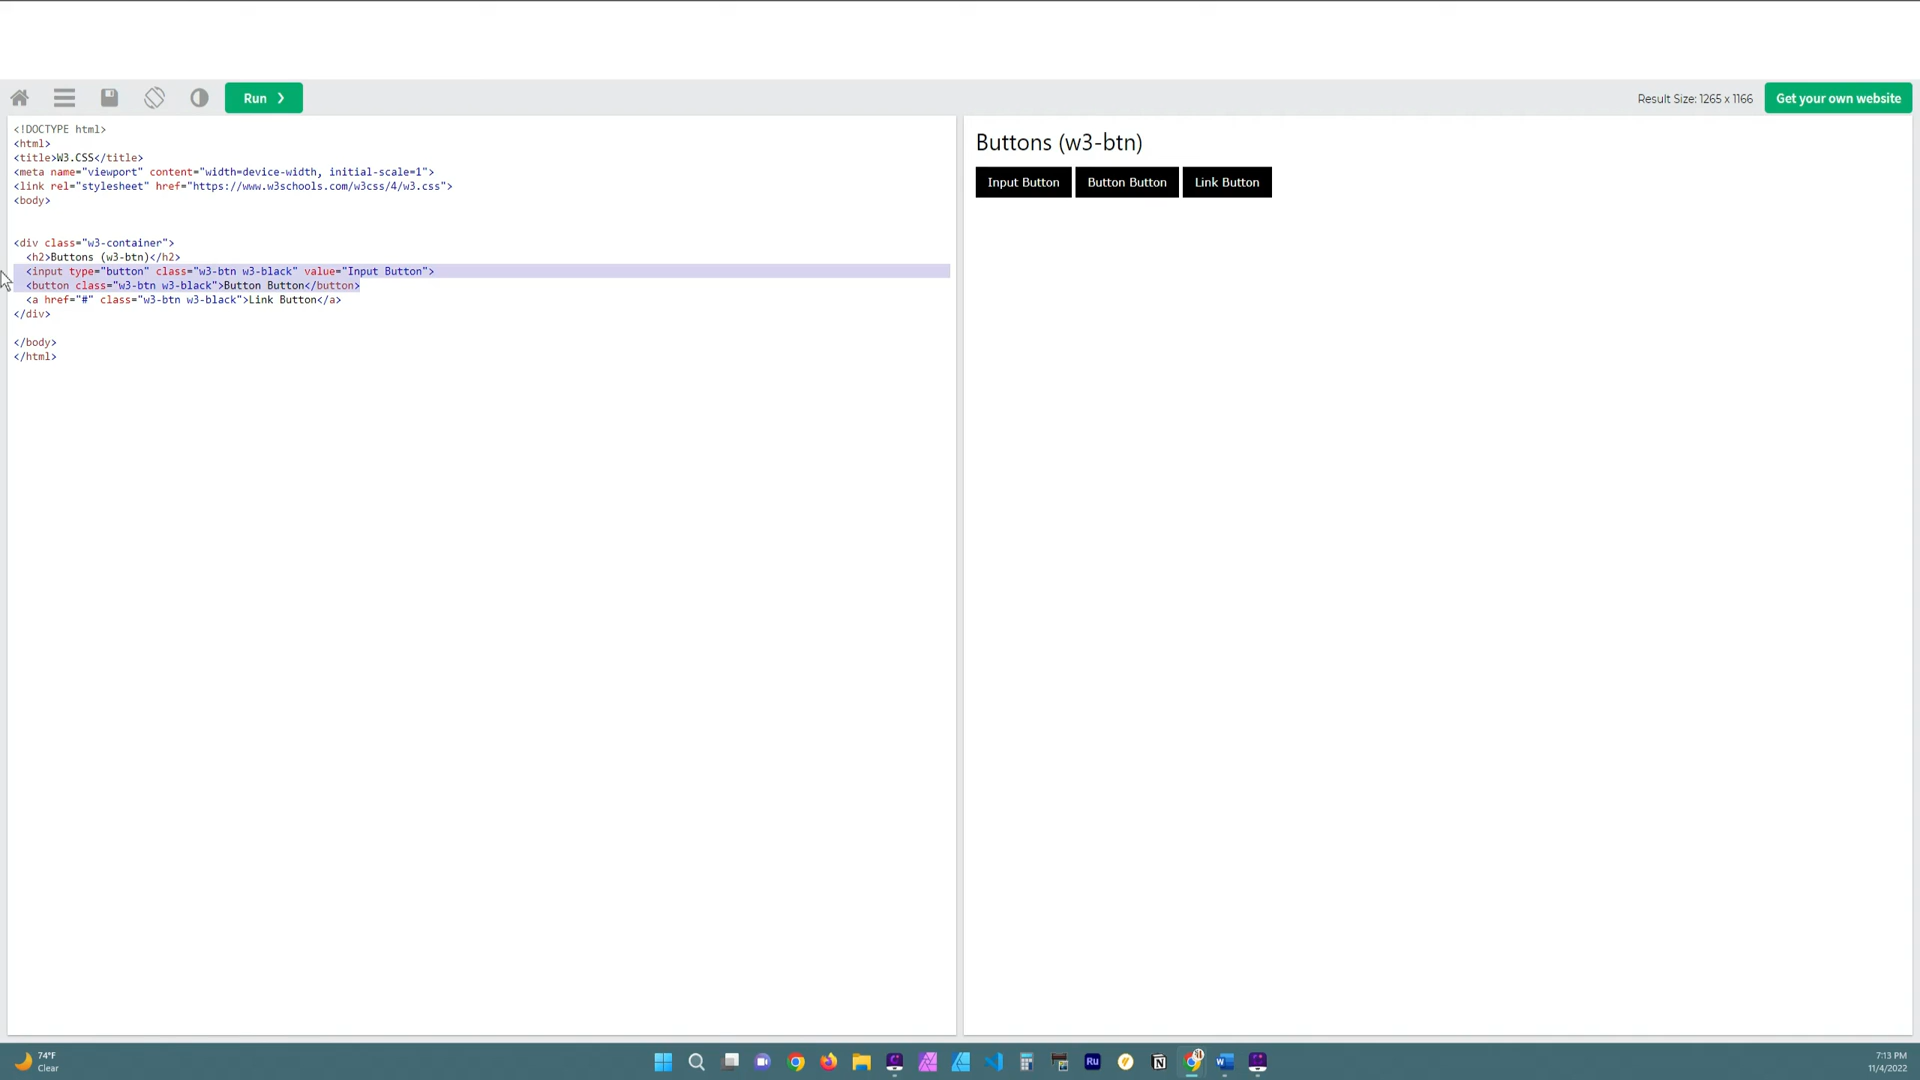 Run ❯
Result Size: 1265 x 1166
Get your own website
<!DOCTYPE html>
<html>
<title>W3.CSS</title>
<meta name="viewport" content="width=device-width, initial-scale=1">
<link rel="stylesheet" href="https://www.w3schools.com/w3css/4/w3.css">
<body>
<div class="w3-container">
<h2>Buttons (w3-btn)</h2>
<input type="button" class="w3-btn w3-black" value="Input Button">
<button class="w3-btn w3-black">Button Button</button>
<a href="#" class="w3-btn w3-black">Link Button</a>
</div>
</body>
</html>
Buttons (w3-btn)
Input Button
Button Button
Link Button
74°F
Clear
Ru
7:13 PM
11/4/2022